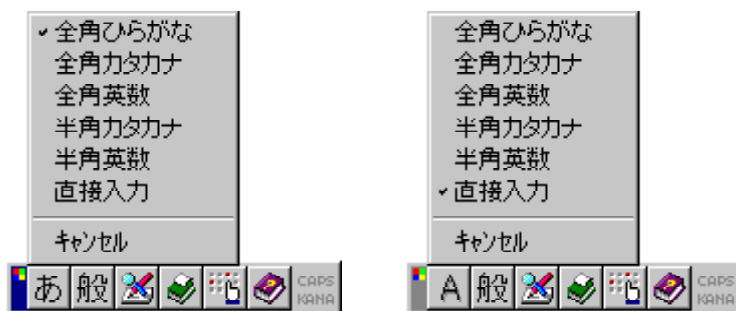 全角ひらがな
全角カタカナ
全角英数
半角カタカナ
半角英数
直接入力
キャンセル
あ 般 CAPS
KANA
全角ひらがな
全角カタカナ
全角英数
半角カタカナ
半角英数
直接入力
キャンセル
A 般 CAPS
KANA